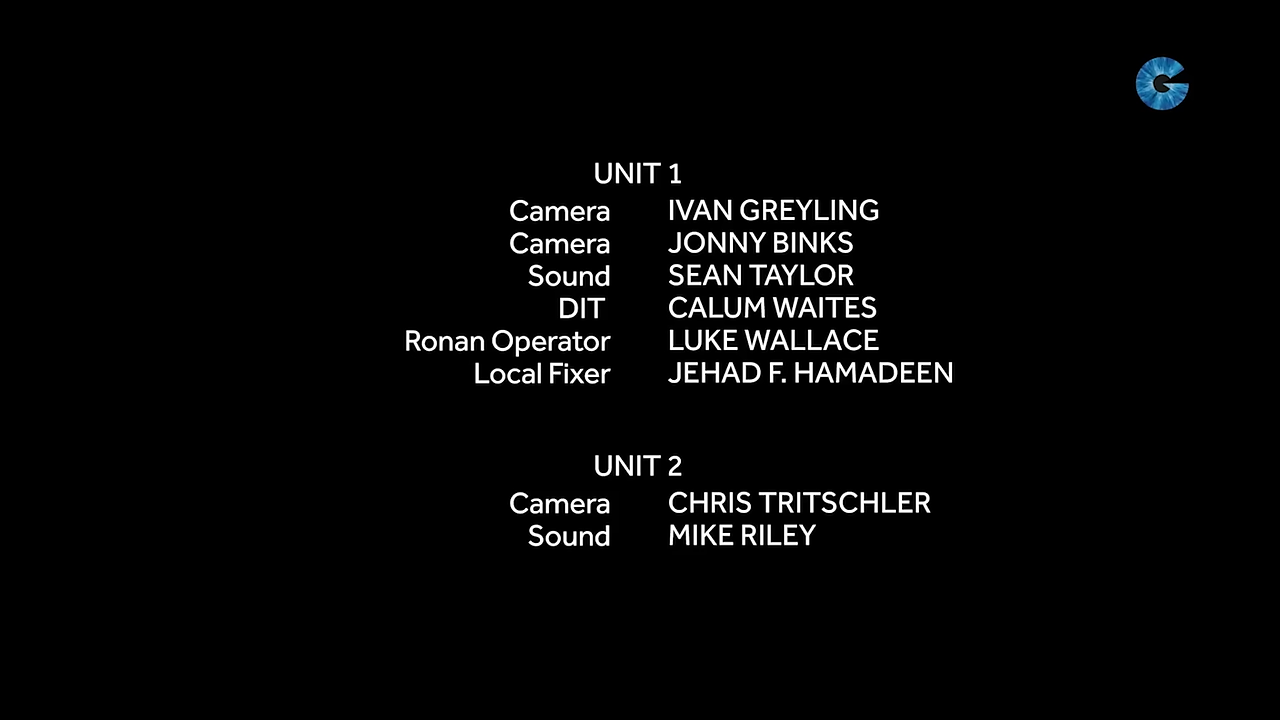 UNIT 1
Camera IVAN GREYLING
Camera JONNY BINKS
Sound SEAN TAYLOR
DIT CALUM WAITES
Ronan Operator LUKE WALLACE
Local Fixer JEHAD F. HAMADEEN
UNIT 2
Camera CHRIS TRITSCHLER
Sound MIKE RILEY